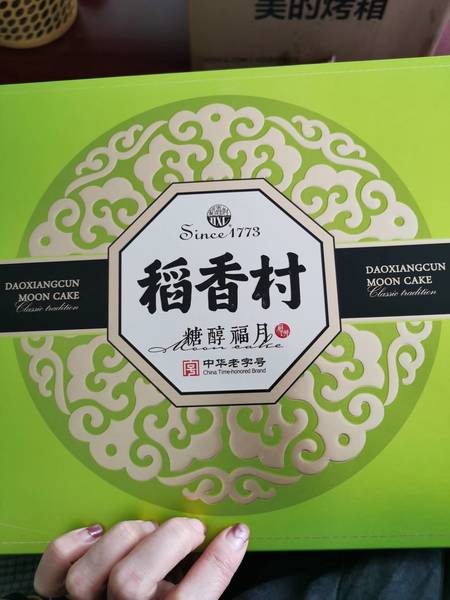 美的烤箱
DXC
Since 1773
稻香村
糖醇福月
Moon cake
中华老字号
China Time-honored Brand
DAOXIANGCUN
MOON CAKE
Classic tradition
DAOXIANGCUN
MOON CAKE
Classic tradition